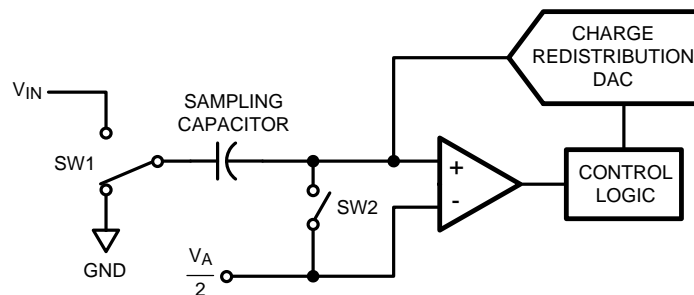 CHARGE
REDISTRIBUTION
DAC
VIN
SAMPLING
CAPACITOR
SW1
+
-
CONTROL
LOGIC
SW2
GND
VA
2